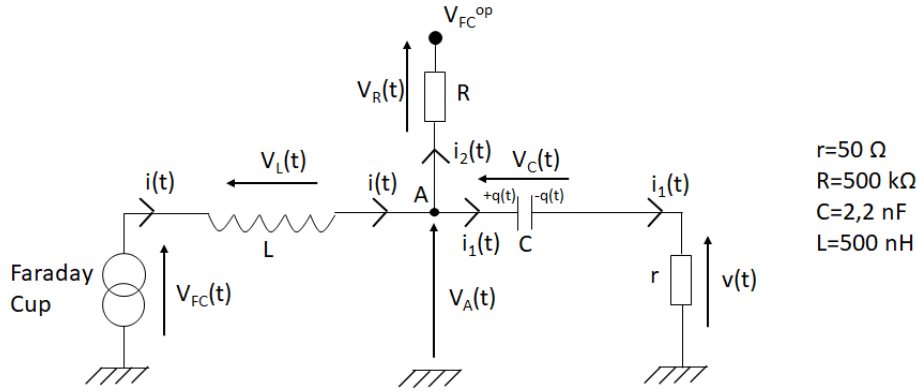 V_FC^op
V_R(t)
R
i_2(t)
V_L(t)
V_C(t)
i(t)
i(t)
A
+q(t)
-q(t)
i_1(t)
L
i_1(t)
C
Faraday
Cup
V_FC(t)
V_A(t)
r
v(t)
r=50 Ω
R=500 kΩ
C=2,2 nF
L=500 nH